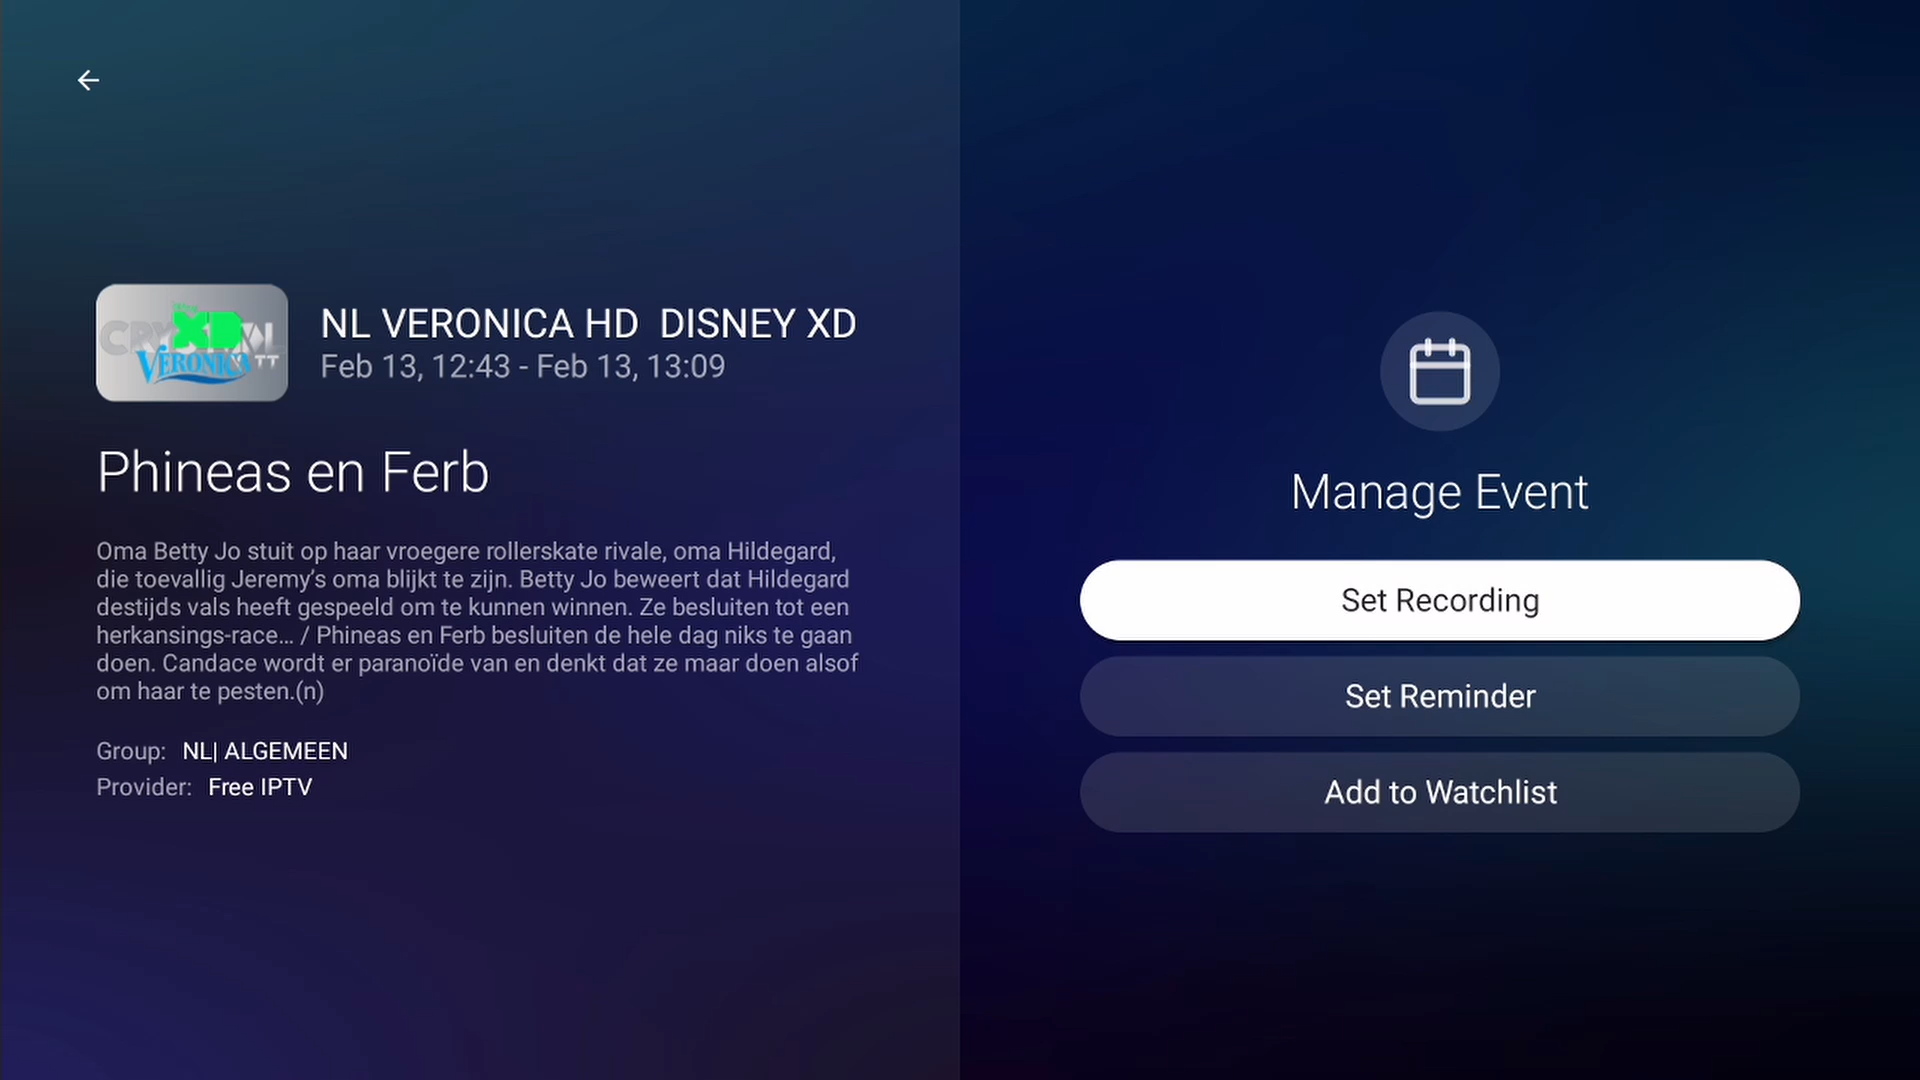 XD
VERONICA
TT
NL VERONICA HD DISNEY XD
Feb 13, 12:43 - Feb 13, 13:09
Phineas en Ferb
Oma Betty Jo stuit op haar vroegere rollerskate rivale, oma Hildegard,
die toevallig Jeremy’s oma blijkt te zijn. Betty Jo beweert dat Hildegard
destijds vals heeft gespeeld om te kunnen winnen. Ze besluiten tot een
herkansings-race... / Phineas en Ferb besluiten de hele dag niks te gaan
doen. Candace wordt er paranoïde van en denkt dat ze maar doen alsof
om haar te pesten.(n)
Group: NL| ALGEMEEN
Provider: Free IPTV
Manage Event
Set Recording
Set Reminder
Add to Watchlist